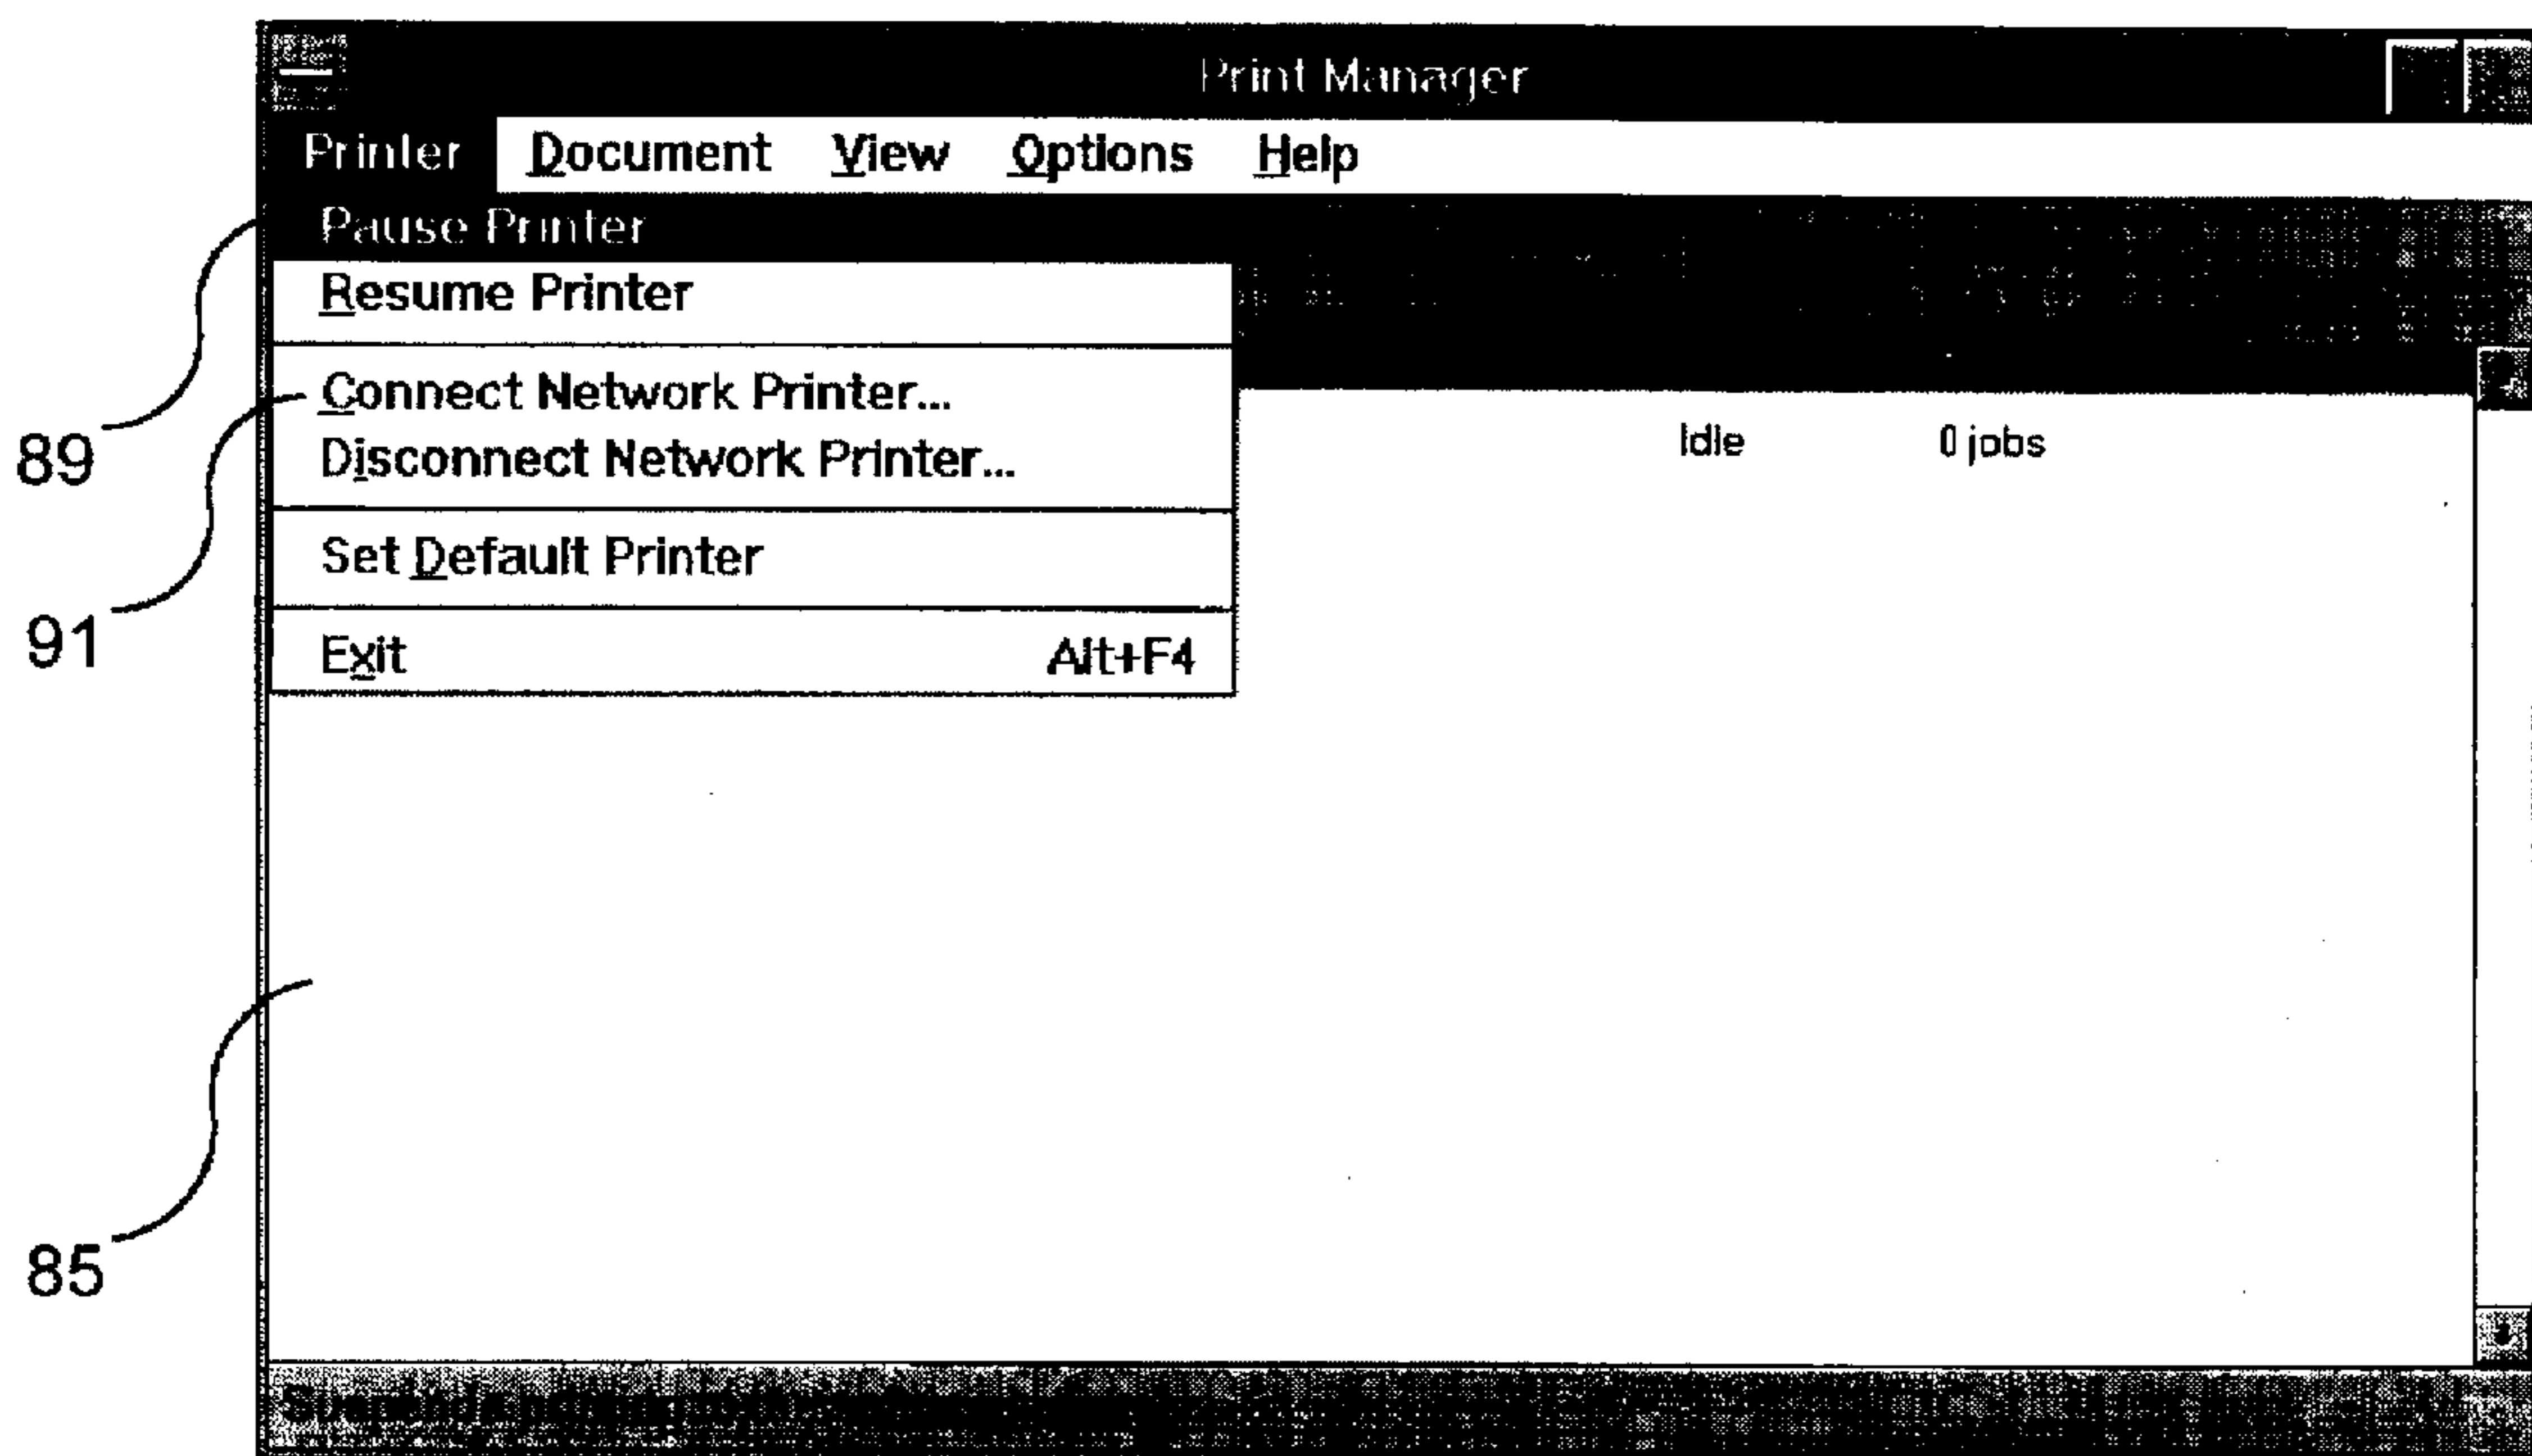 Print Manager
Printer Document View Options Help
Pause Printer
Resume Printer
Connect Network Printer...
Idle 0 jobs
89
Disconnect Network Printer...
Set Default Printer
91
Exit Alt+F4
85